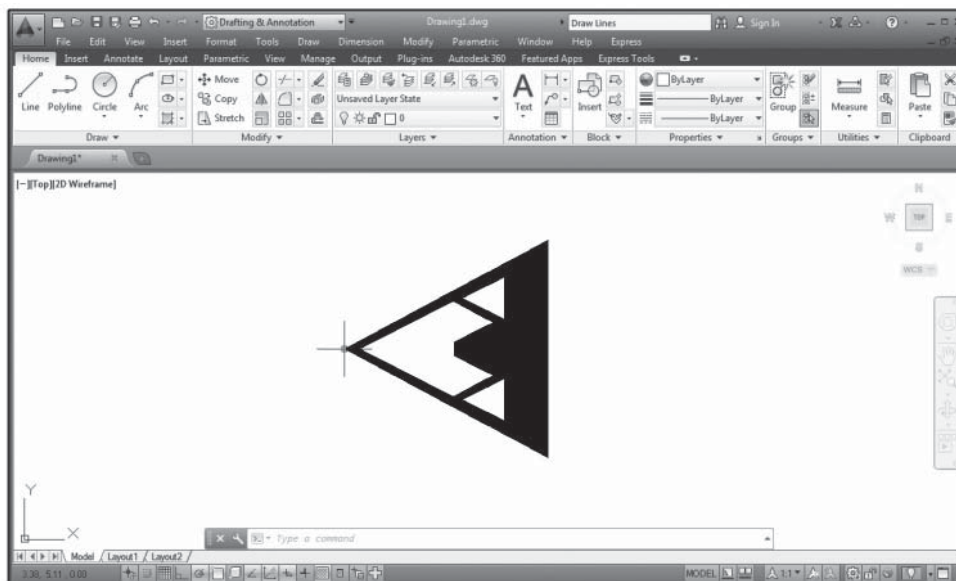 Drafting & Annotation Drawing1.dwg Draw Lines Sign In
File Edit View Insert Format Tools Draw Dimension Modify Parametric Window Help Express
Home Insert Annotate Layout Parametric View Manage Output Plug-ins Autodesk 360 Featured Apps Express Tools
Line Polyline Circle Arc Move Copy Stretch Unsaved Layer State 0 Text Insert ByLayer ByLayer ByLayer Group Measure Paste
Draw Modify Layers Annotation Block Properties Groups Utilities Clipboard
Drawing1*
[−][Top][2D Wireframe]
N
W TOP E
S
WCS
Y
X
Type a command
Model Layout1 Layout2
MODEL 1:1